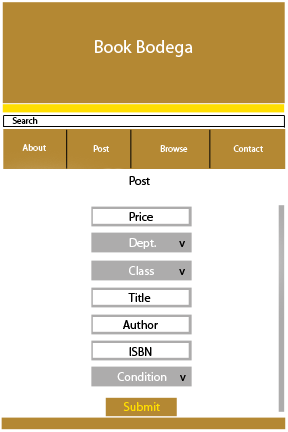 Book Bodega
Search
About Post Browse Contact
Post
Price
Dept. v
Class v
Title
Author
ISBN
Condition v
Submit